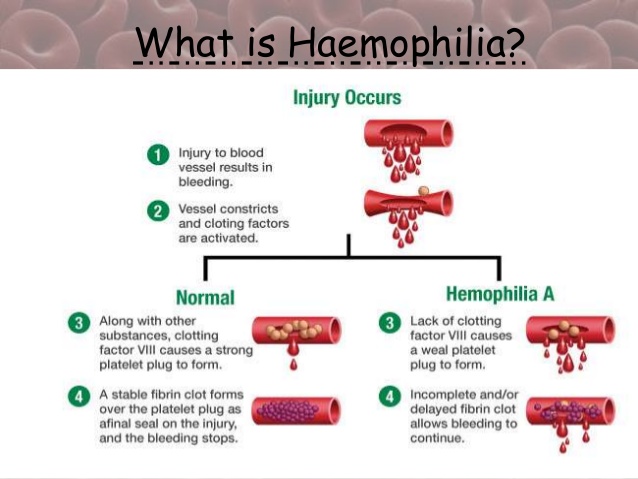 What is Haemophilia?
Injury Occurs
1 Injury to blood
vessel results in
bleeding.
2 Vessel constricts
and cloting factors
are activated.
Normal
3 Along with other
substances, clotting
factor VIII causes a strong
platelet plug to form.
4 A stable fibrin clot forms
over the platelet plug as
afinal seal on the injury,
and the bleeding stops.
Hemophilia A
3 Lack of clotting
factor VIII causes
a weal platelet
plug to form.
4 Incomplete and/or
delayed fibrin clot
allows bleeding to
continue.